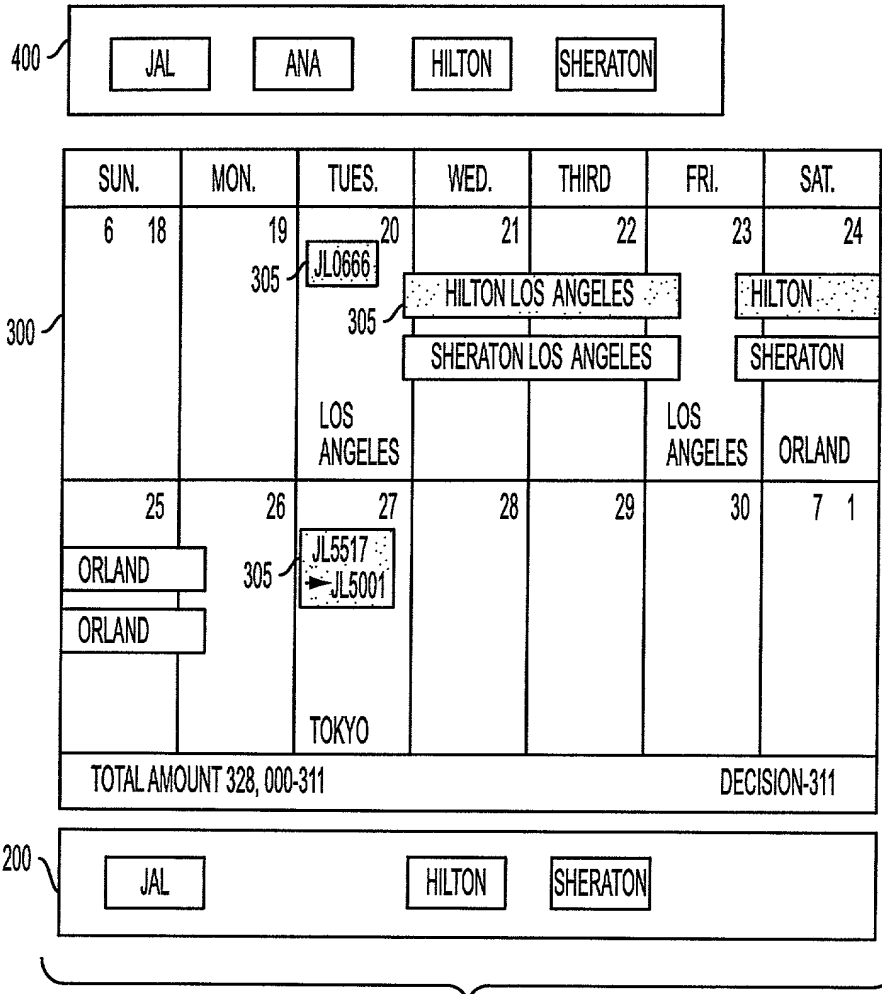 400
JAL ANA HILTON SHERATON
SUN. MON. TUES. WED. THIRD FRI. SAT.
6 18 19 20 21 22 23 24
305 JL0666
305 HILTON LOS ANGELES HILTON
300
SHERATON LOS ANGELES SHERATON
LOS ANGELES
LOS ANGELES
ORLAND
25 26 27 28 29 30 7 1
ORLAND
305 JL5517
JL5001
ORLAND
TOKYO
TOTAL AMOUNT 328, 000-311 DECISION-311
200
JAL HILTON SHERATON